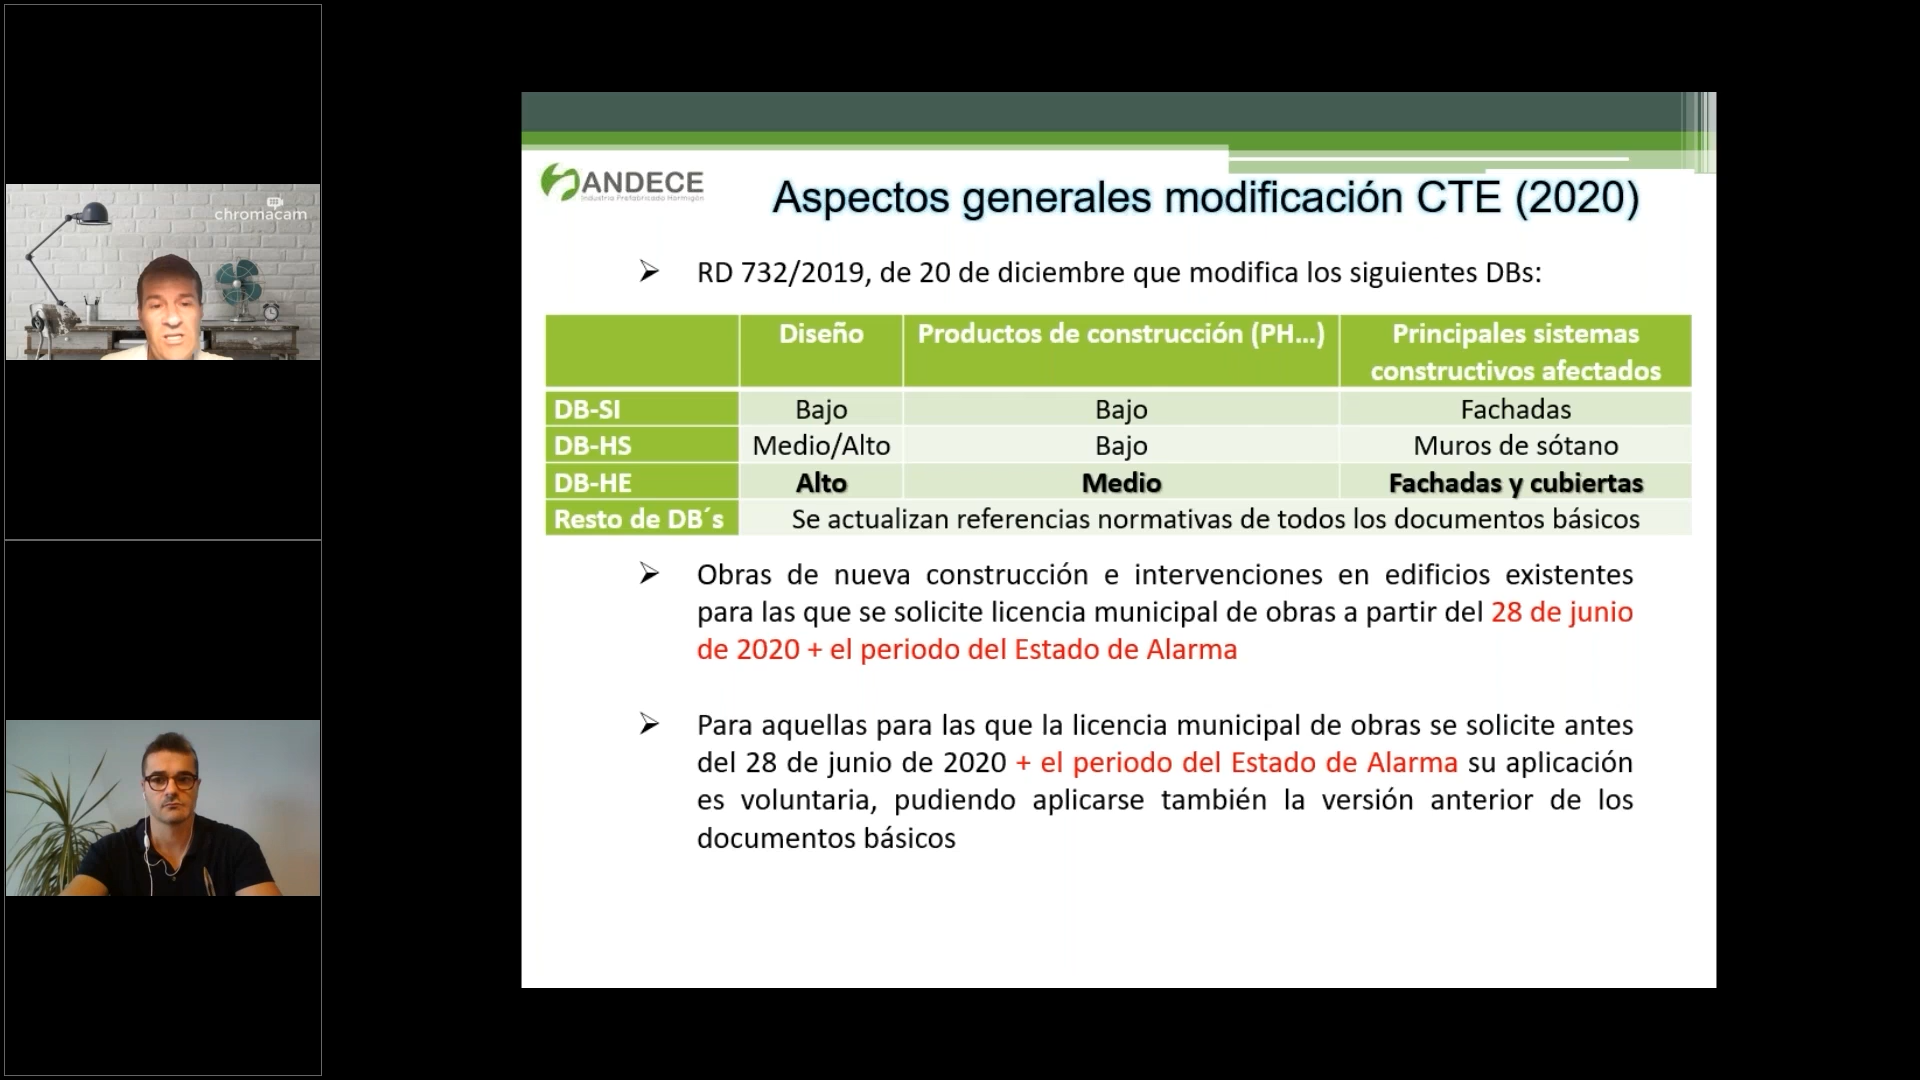 chromacam
ANDECE
Industria Prefabricado Hormigón
Aspectos generales modificación CTE (2020)
➢ RD 732/2019, de 20 de diciembre que modifica los siguientes DBs:
Diseño Productos de construcción (PH...) Principales sistemas
constructivos afectados
DB-SI Bajo Bajo Fachadas
DB-HS Medio/Alto Bajo Muros de sótano
DB-HE Alto Medio Fachadas y cubiertas
Resto de DB´s Se actualizan referencias normativas de todos los documentos básicos
➢ Obras de nueva construcción e intervenciones en edificios existentes
para las que se solicite licencia municipal de obras a partir del 28 de junio
de 2020 + el periodo del Estado de Alarma
➢ Para aquellas para las que la licencia municipal de obras se solicite antes
del 28 de junio de 2020 + el periodo del Estado de Alarma su aplicación
es voluntaria, pudiendo aplicarse también la versión anterior de los
documentos básicos